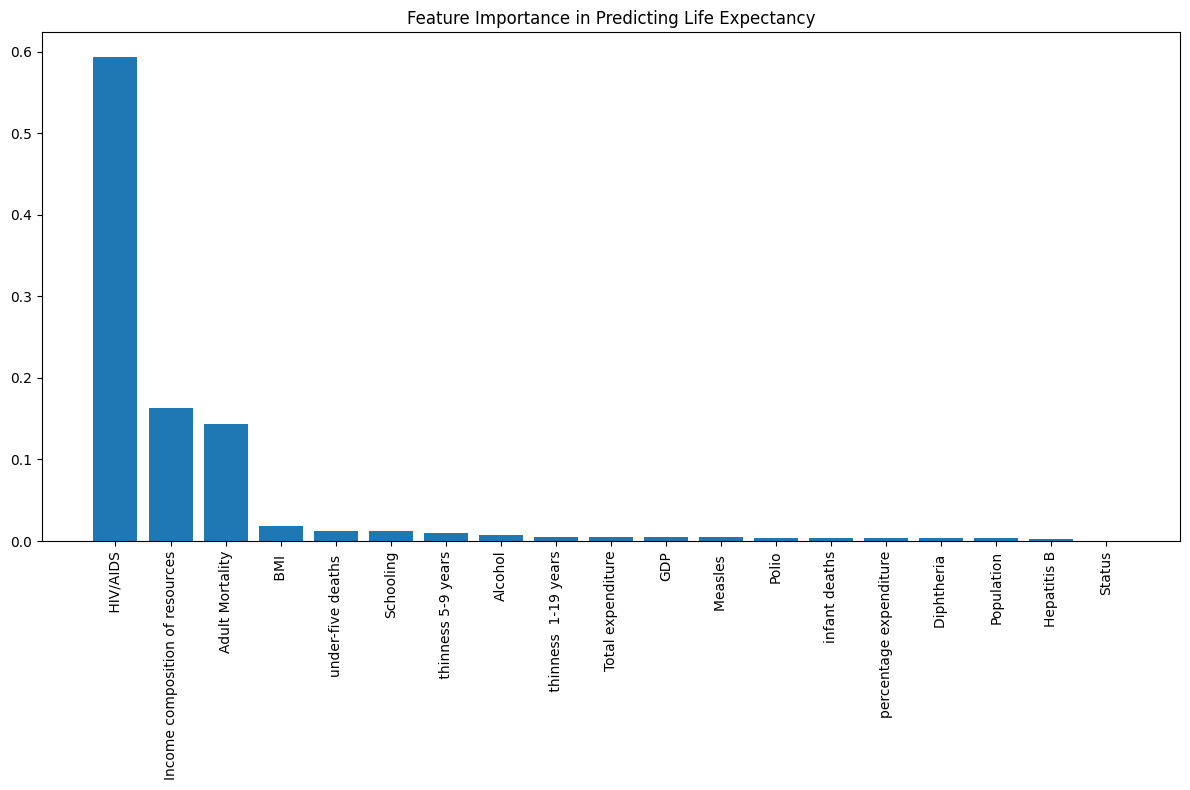 Feature Importance in Predicting Life Expectancy
0.6
0.5
0.4
0.3
0.2
0.1
0.0
HIV/AIDS
Income composition of resources
Adult Mortality
BMI
under-five deaths
Schooling
thinness 5-9 years
Alcohol
thinness  1-19 years
Total expenditure
GDP
Measles
Polio
infant deaths
percentage expenditure
Diphtheria
Population
Hepatitis B
Status